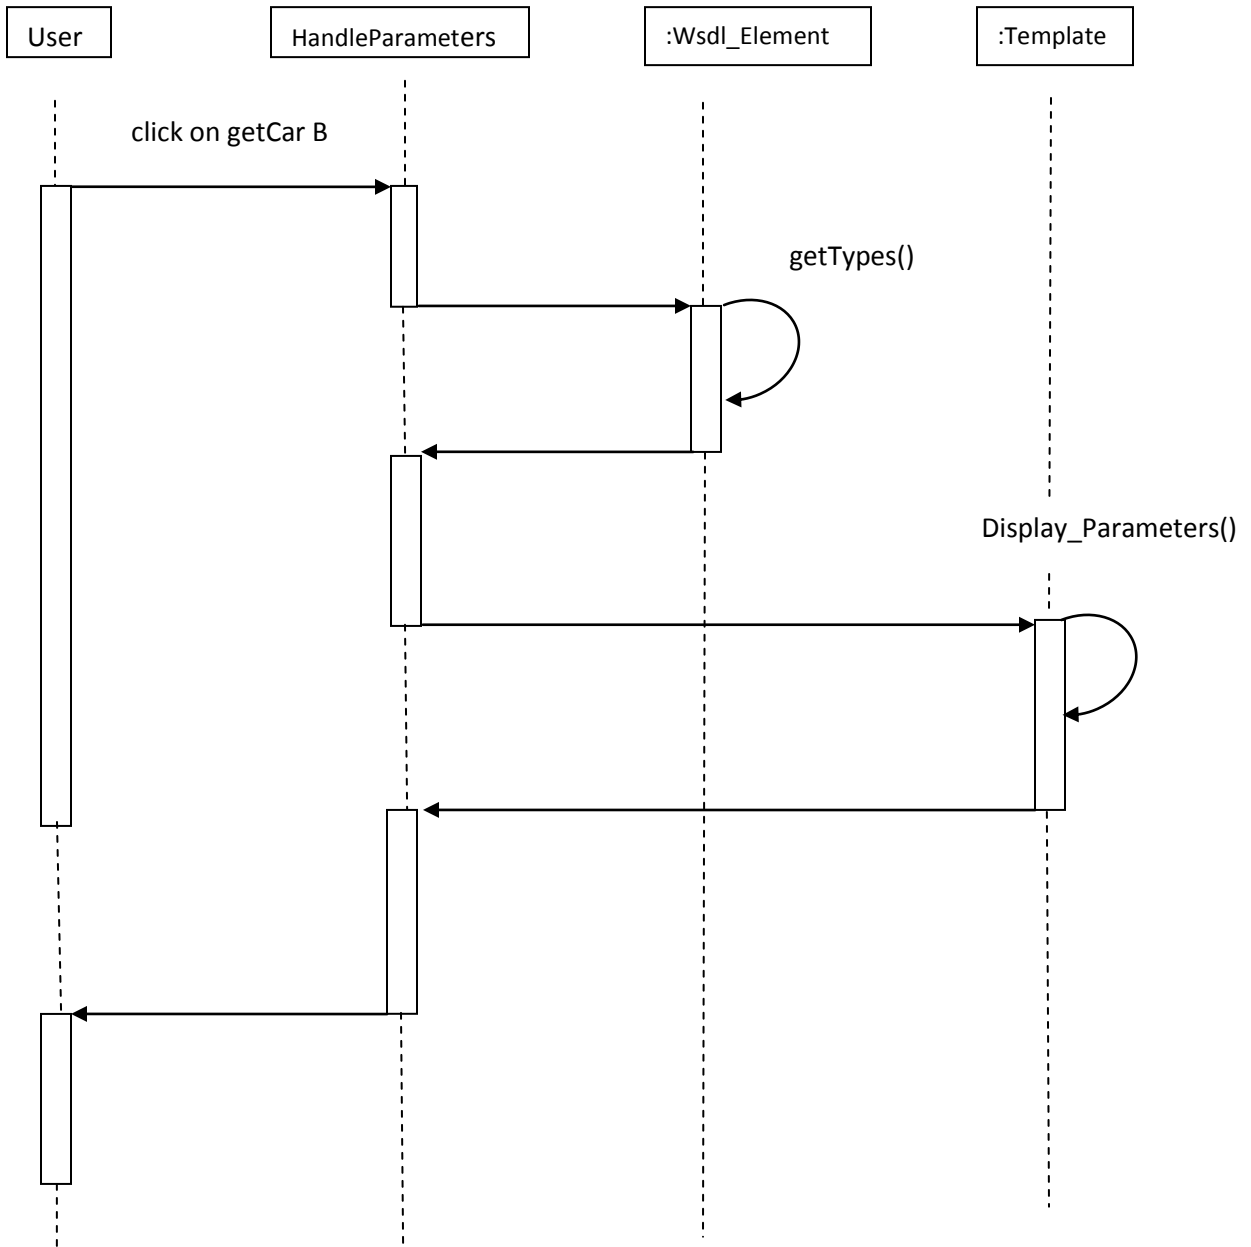 User
HandleParameters
:Wsdl_Element
:Template
click on getCar B
getTypes()
Display_Parameters()